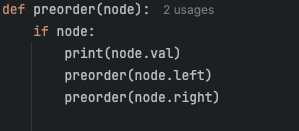 def preorder(node):  2 usages
    if node:
        print(node.val)
        preorder(node.left)
        preorder(node.right)